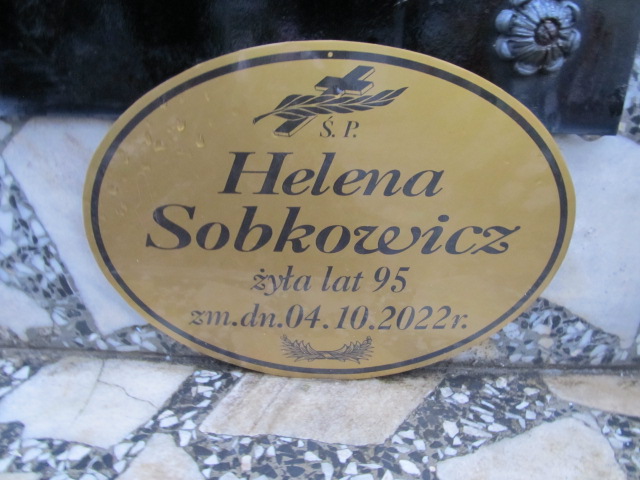 Ś. P.
Helena
Sobkowicz
żyła lat 95
zm.dn.04.10.2022r.